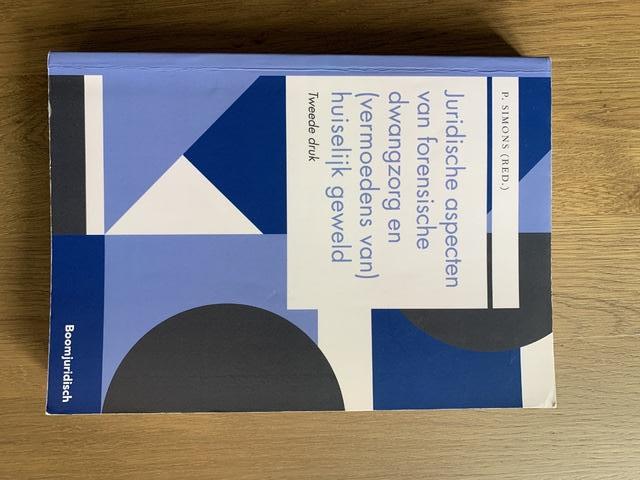 P. SIMONS (RED.)
Juridische aspecten
van forensische
dwangzorg en
(vermoedens van)
huiselijk geweld
Tweede druk
Boomjuridisch